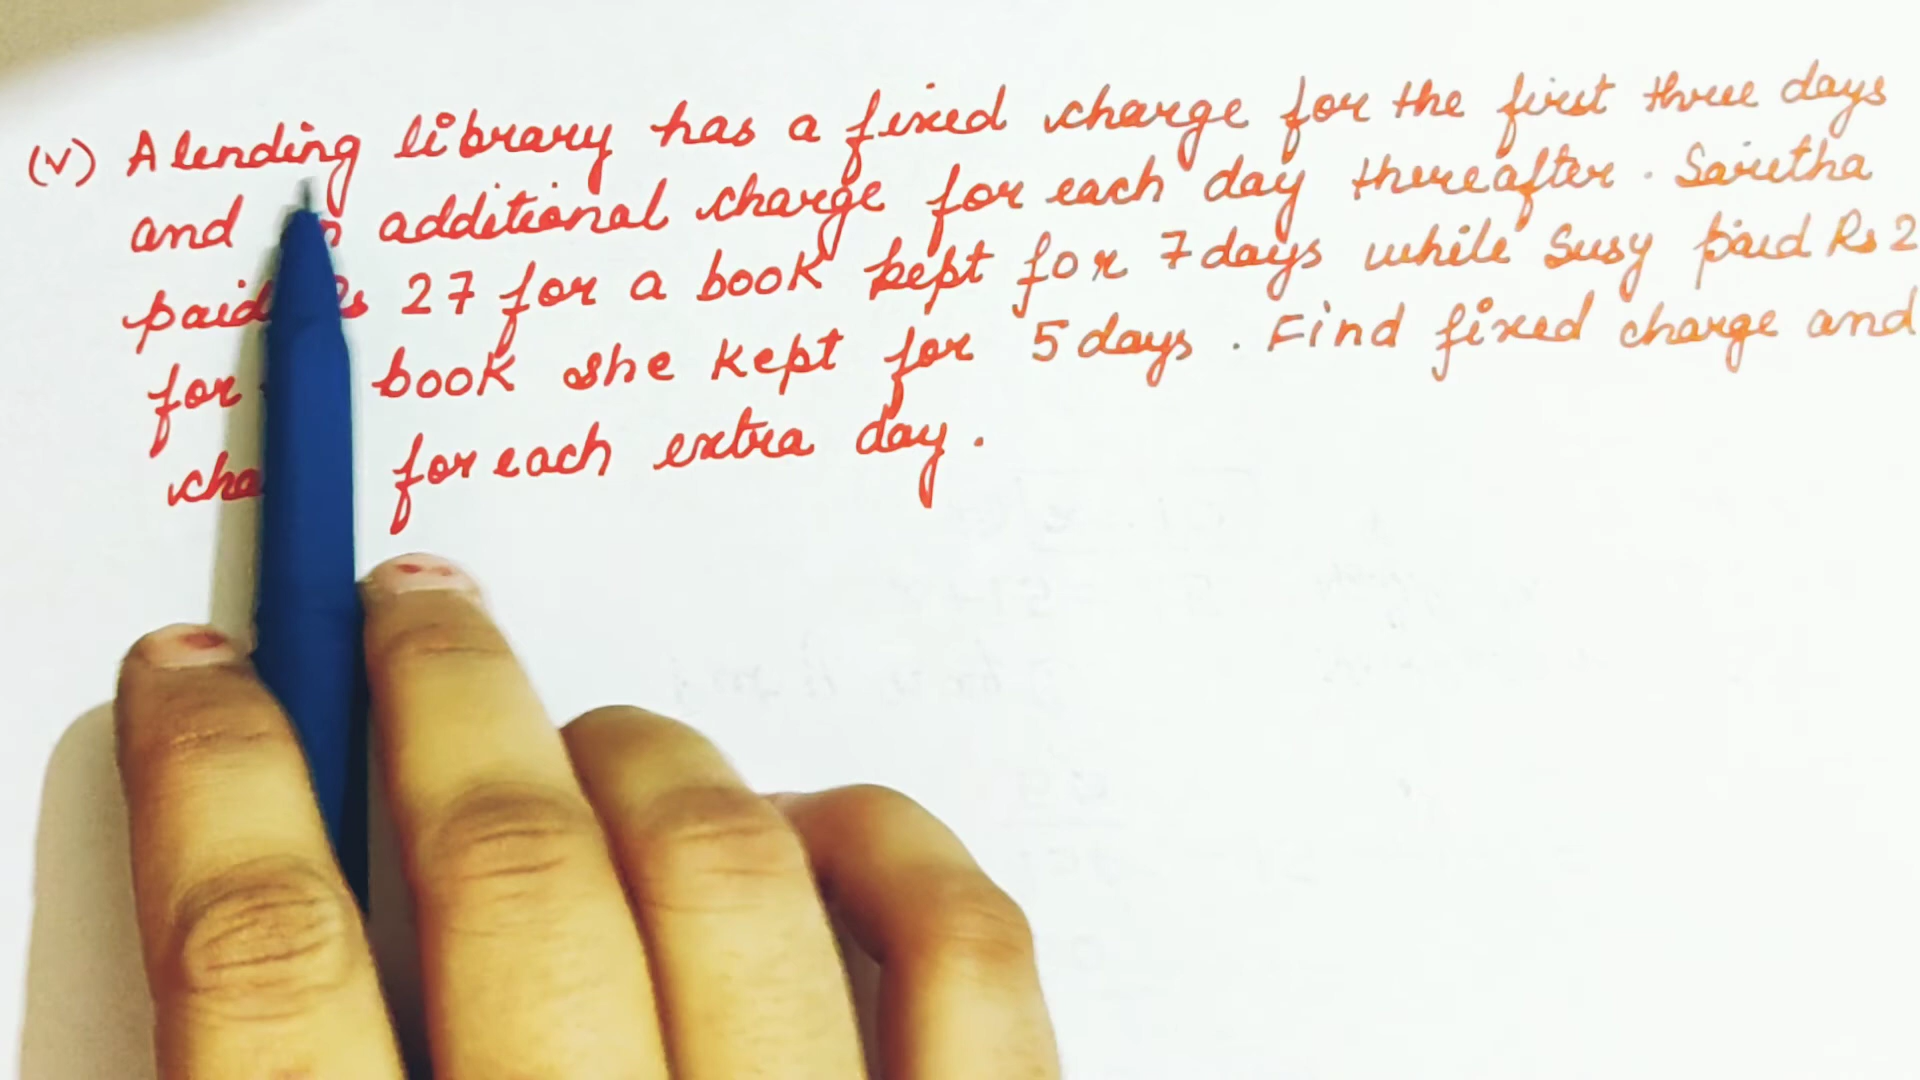 (v) A lending library has a fixed charge for the first three days
and additional charge for each day thereafter. Saritha
paid Rs 27 for a book kept for 7 days while Susy paid Rs 2
for book she kept for 5 days. Find fixed charge and
for each extra day.